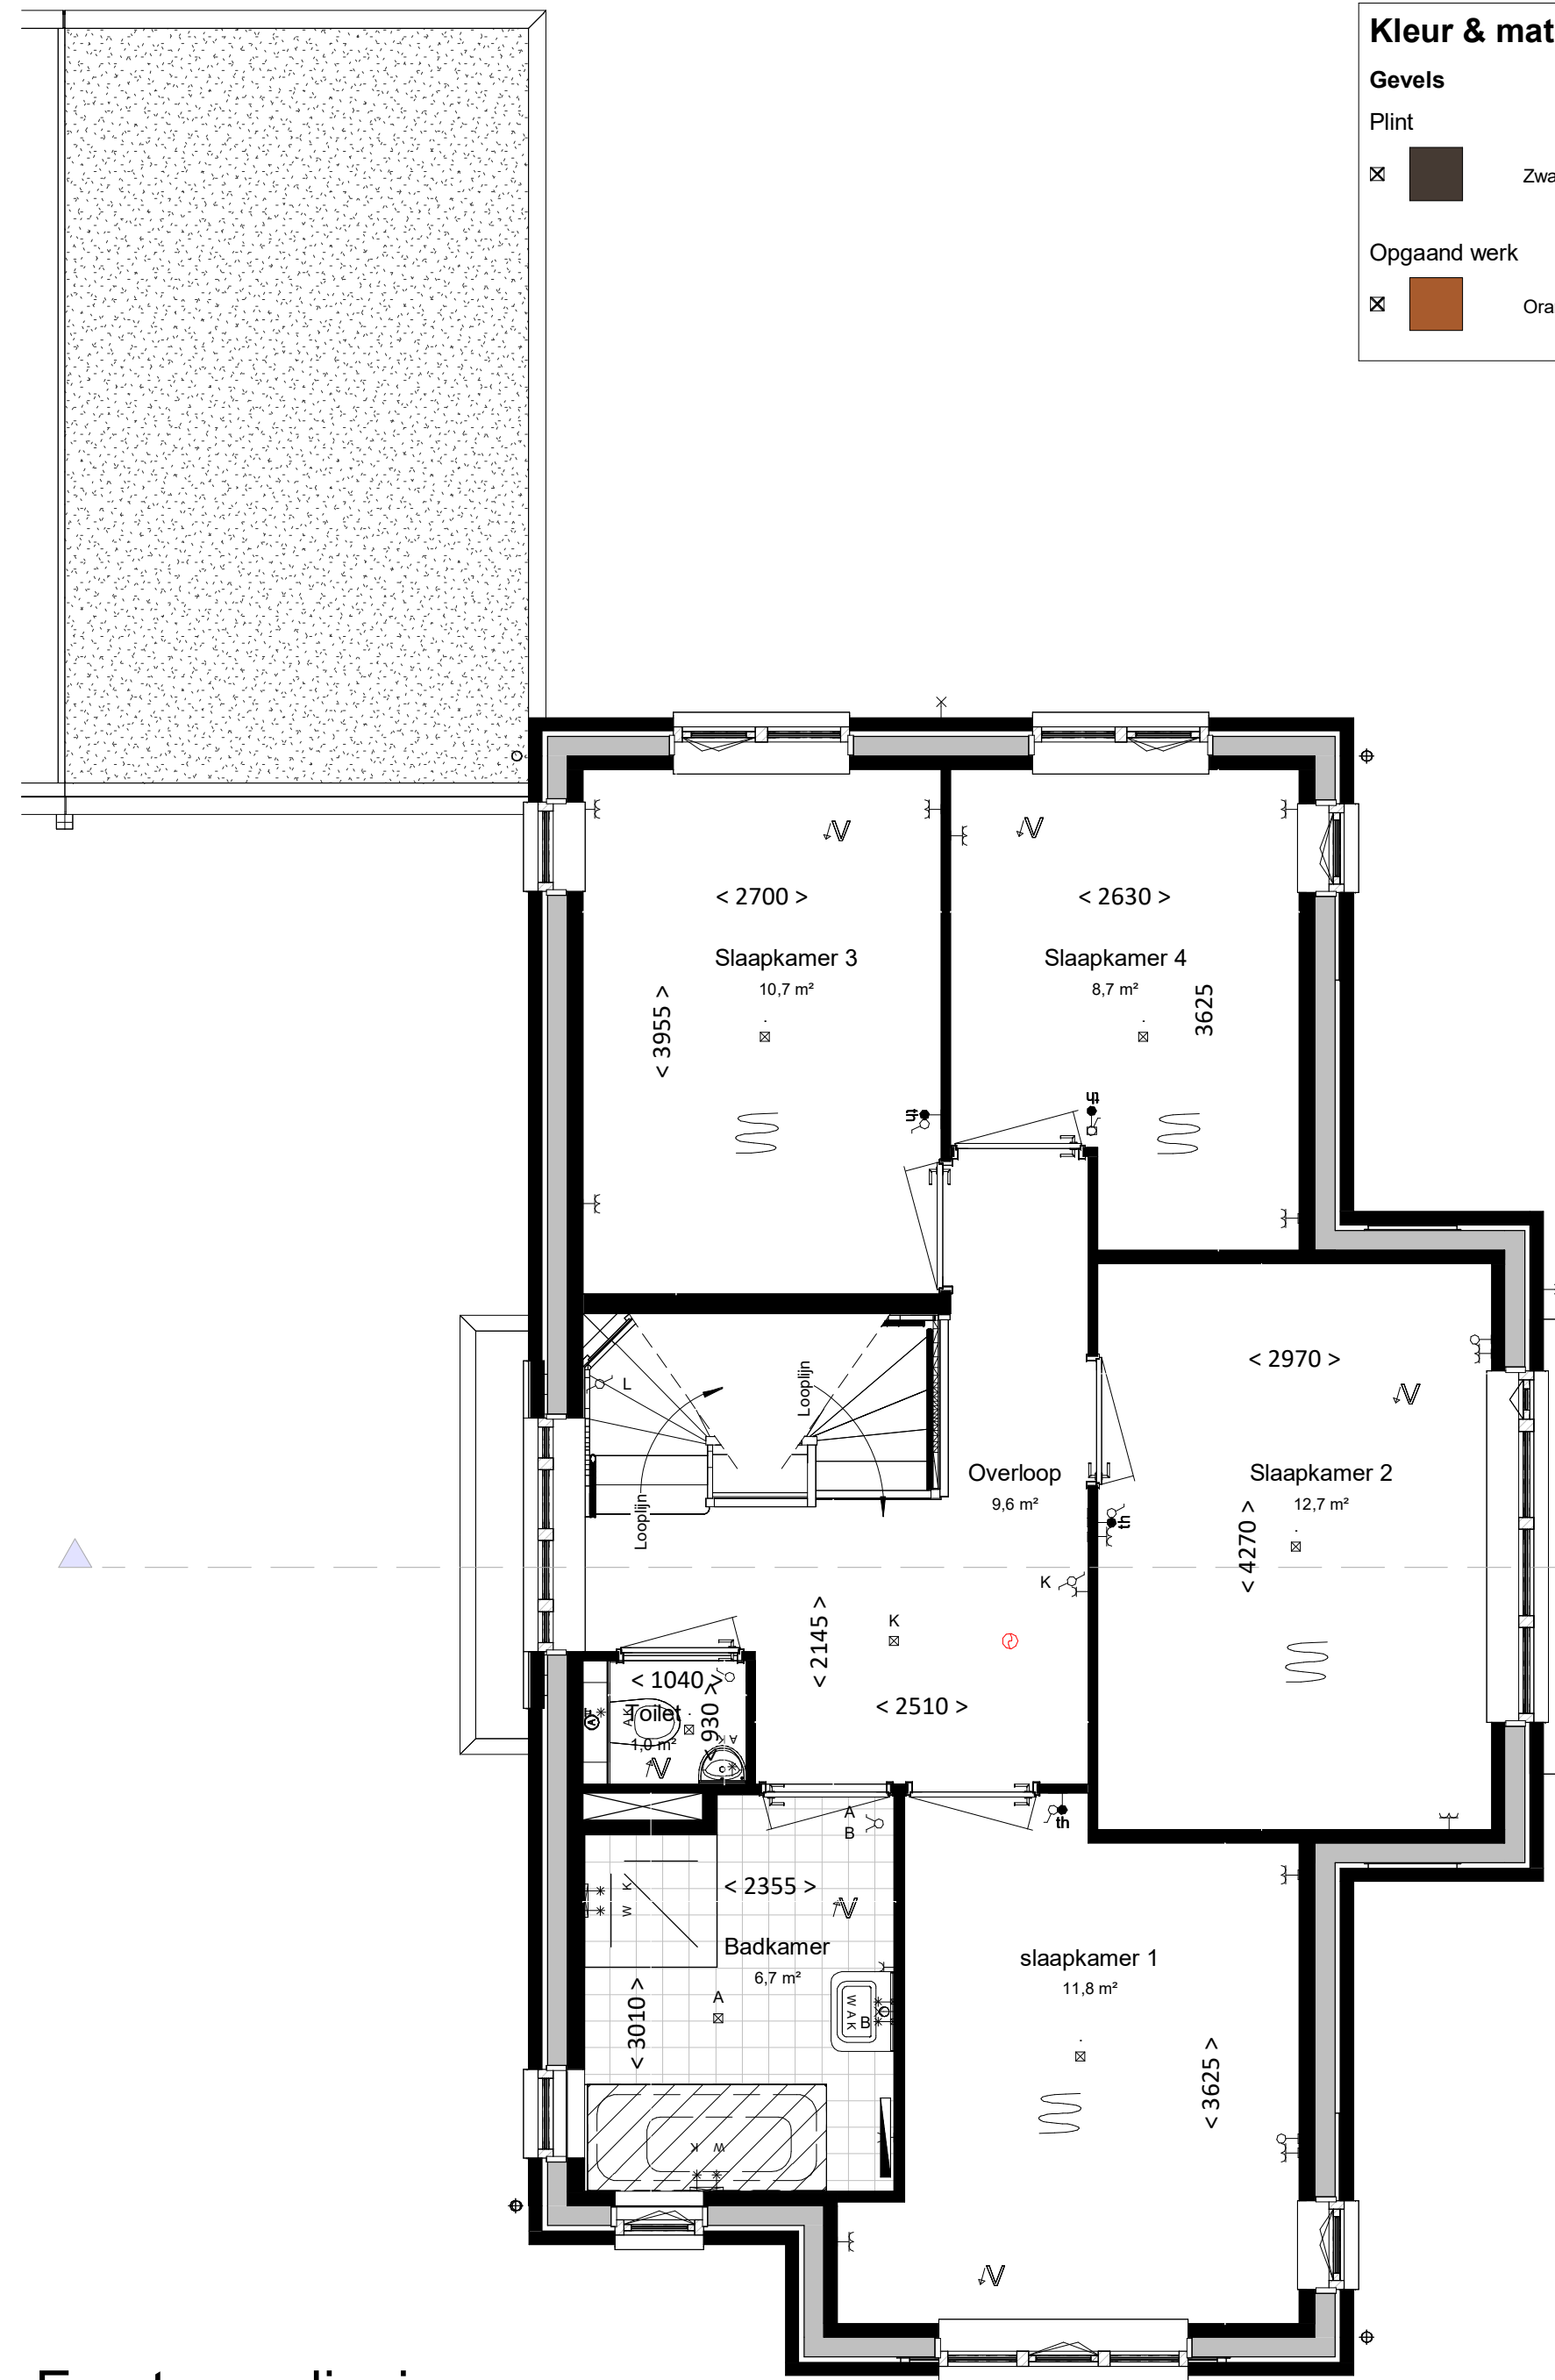 Kleur & mat
Gevels
Plint
Zwa
Opgaand werk
Ora
V
V
< 2700 >
< 2630 >
Slaapkamer 3
10,7 m²
Slaapkamer 4
8,7 m²
< 3955 >
3625
th
th
L
Looplijn
Looplijn
< 2970 >
V
Overloop
9,6 m²
Slaapkamer 2
12,7 m²
th
< 4270 >
K
K
< 2145 >
< 2510 >
< 1040 >
< 930 >
Toilet
1,0 m²
A K
A K
A
V
A
B
th
< 2355 >
W K
V
Badkamer
6,7 m²
slaapkamer 1
11,8 m²
A
< 3010 >
W A K
B
< 3625 >
W K
V